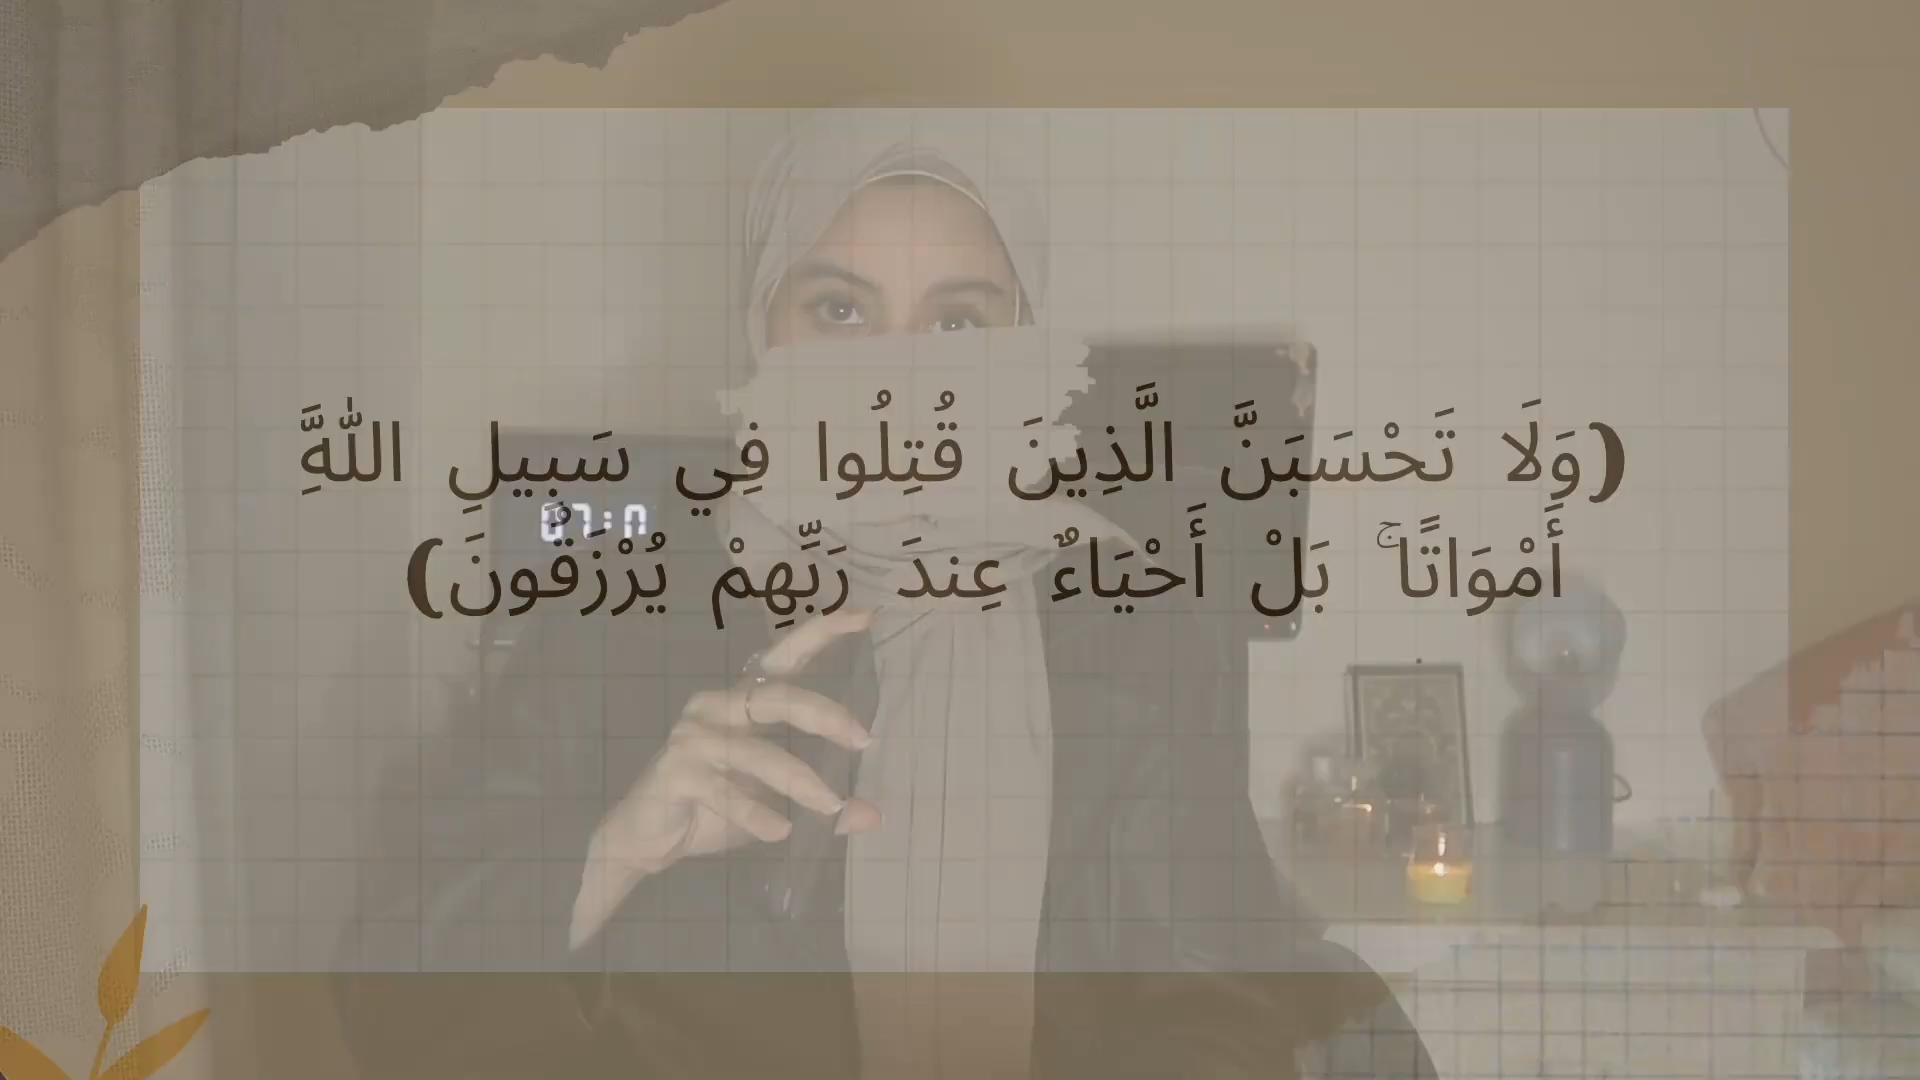 (وَلَا تَحْسَبَنَّ الَّذِينَ قُتِلُوا فِي سَبِيلِ اللَّهِ
أَمْوَاتًا ۚ بَلْ أَحْيَاءٌ عِندَ رَبِّهِمْ يُرْزَقُونَ)